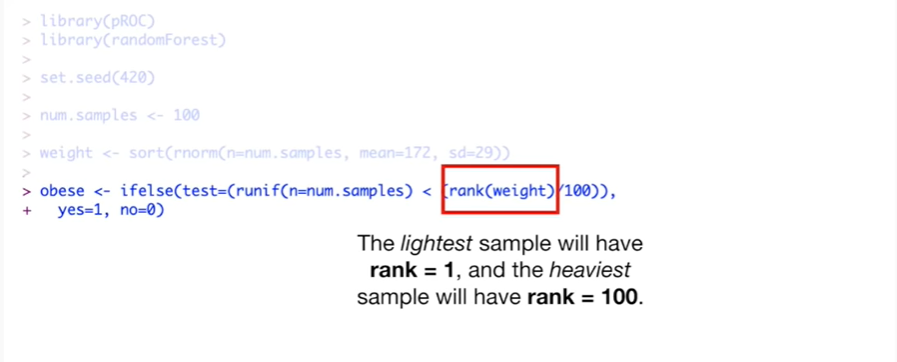 > library(pROC)
> library(randomForest)
>
> set.seed(420)
>
> num.samples <- 100
>
> weight <- sort(rnorm(n=num.samples, mean=172, sd=29))
>
> obese <- ifelse(test=(runif(n=num.samples) < (rank(weight)/100)),
+   yes=1, no=0)
The lightest sample will have
rank = 1, and the heaviest
sample will have rank = 100.